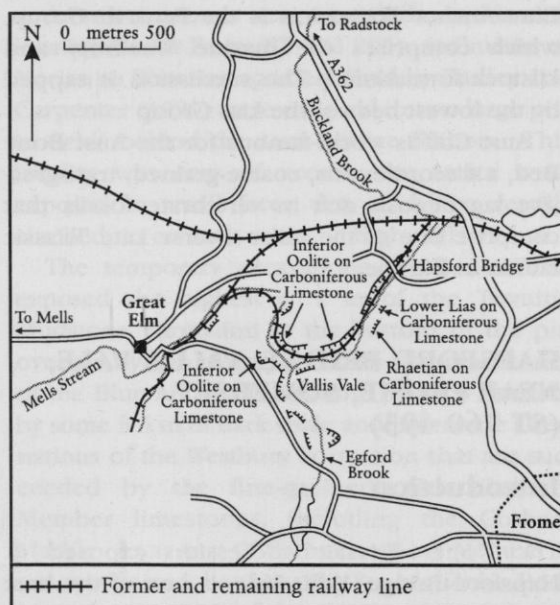 To Radstock
N
0 metres 500
A362
Buckland Brook
Inferior
Oolite on
Carboniferous
Limestone
Hapsford Bridge
Great
Elm
To Mells
Lower Lias on
Carboniferous
Limestone
Mells Stream
Inferior
Oolite on
Carboniferous
Limestone
Vallis Vale
Rhaetian on
Carboniferous
Limestone
Egford
Brook
Frome
Former and remaining railway line